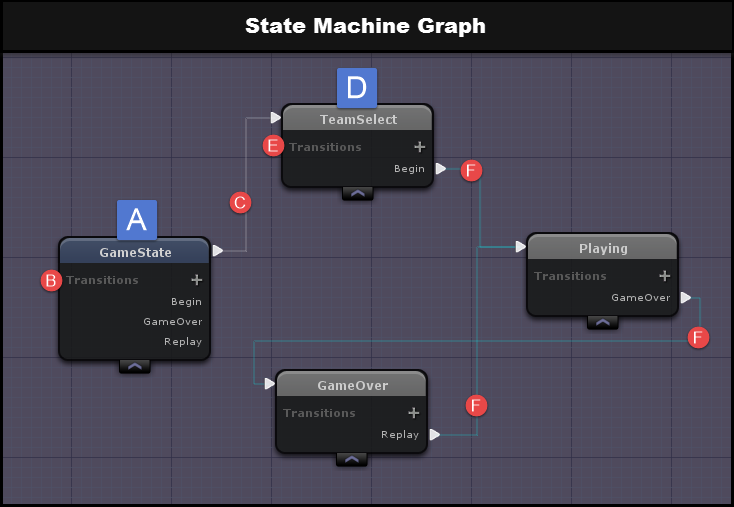 State Machine Graph
D
TeamSelect
E Transitions +
Begin
F
C
A
GameState
B Transitions +
Begin
GameOver
Replay
Playing
Transitions +
GameOver
F
GameOver
Transitions +
Replay
F